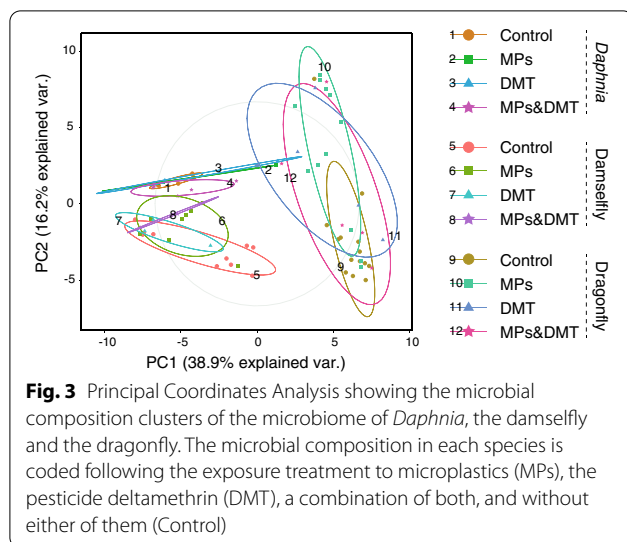 10
5
0
-5
PC2 (16.2% explained var.)
-10
-5
0
5
10
PC1 (38.9% explained var.)
1
2
3
4
5
6
7
8
9
10
11
12
1 Control
2 MPs
3 DMT
4 MPs&DMT
Daphnia
5 Control
6 MPs
7 DMT
8 MPs&DMT
Damselfly
9 Control
10 MPs
11 DMT
12 MPs&DMT
Dragonfly
Fig. 3 Principal Coordinates Analysis showing the microbial
composition clusters of the microbiome of Daphnia, the damselfly
and the dragonfly. The microbial composition in each species is
coded following the exposure treatment to microplastics (MPs), the
pesticide deltamethrin (DMT), a combination of both, and without
either of them (Control)